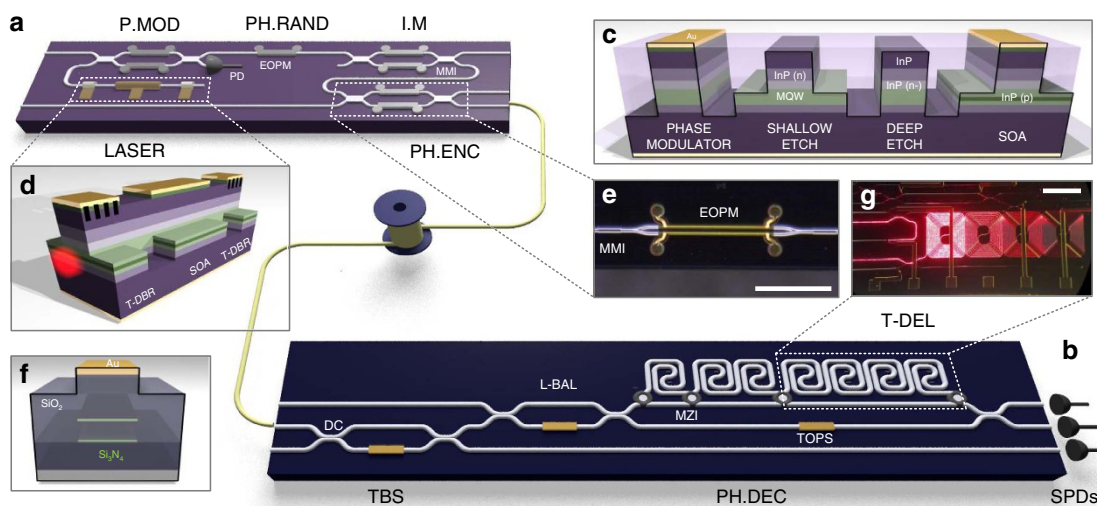 a
P.MOD
PH.RAND
I.M
EOPM
PD
MMI
LASER
PH.ENC
c
Au
InP (n)
MQW
InP
InP (n-)
InP (p)
PHASE
MODULATOR
SHALLOW
ETCH
DEEP
ETCH
SOA
d
T-DBR
SOA
T-DBR
e
EOPM
MMI
g
T-DEL
f
Au
SiO₂
Si₃N₄
b
L-BAL
DC
MZI
TOPS
TBS
PH.DEC
SPDs